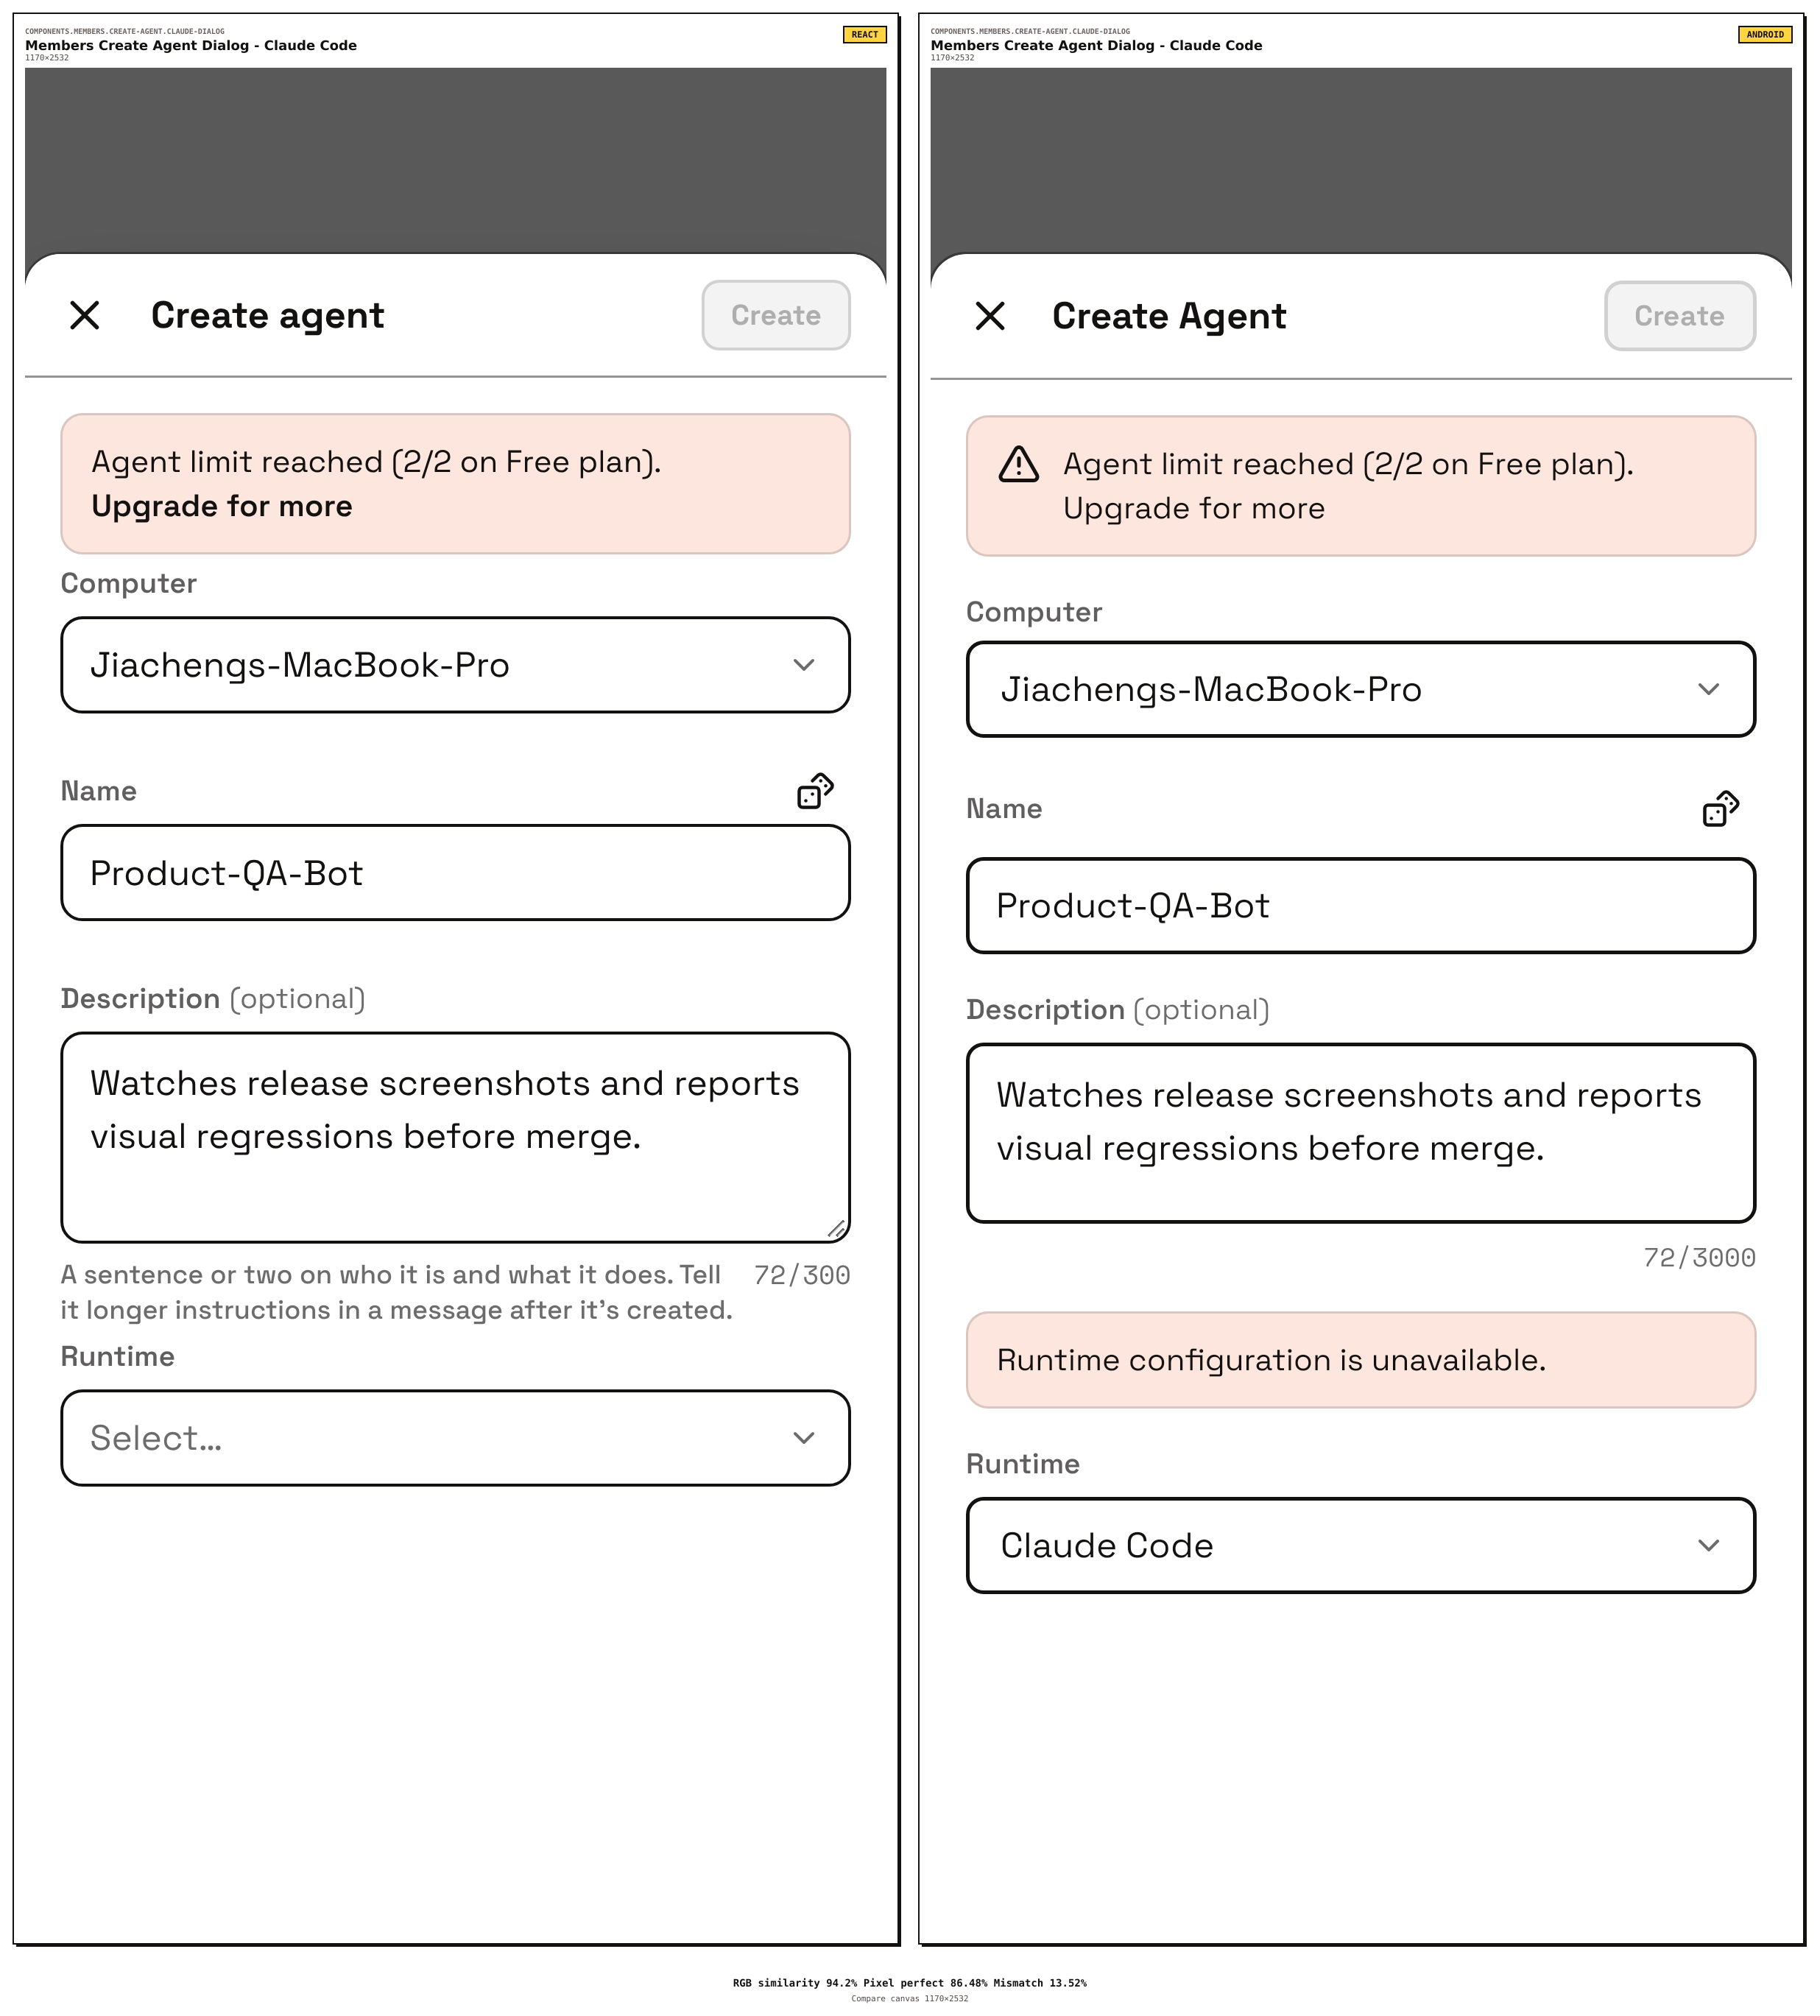 COMPONENTS.MEMBERS.CREATE-AGENT.CLAUDE-DIALOG
Members Create Agent Dialog - Claude Code
1170×2532
REACT
Create agent
Create
Agent limit reached (2/2 on Free plan).
Upgrade for more
Computer
Jiachengs-MacBook-Pro
Name
Product-QA-Bot
Description (optional)
Watches release screenshots and reports
visual regressions before merge.
A sentence or two on who it is and what it does. Tell 72/300
it longer instructions in a message after it’s created.
Runtime
Select…
COMPONENTS.MEMBERS.CREATE-AGENT.CLAUDE-DIALOG
Members Create Agent Dialog - Claude Code
1170×2532
ANDROID
Create Agent
Create
Agent limit reached (2/2 on Free plan).
Upgrade for more
Computer
Jiachengs-MacBook-Pro
Name
Product-QA-Bot
Description (optional)
Watches release screenshots and reports
visual regressions before merge.
72/3000
Runtime configuration is unavailable.
Runtime
Claude Code
RGB similarity 94.2% Pixel perfect 86.48% Mismatch 13.52%
Compare canvas 1170×2532